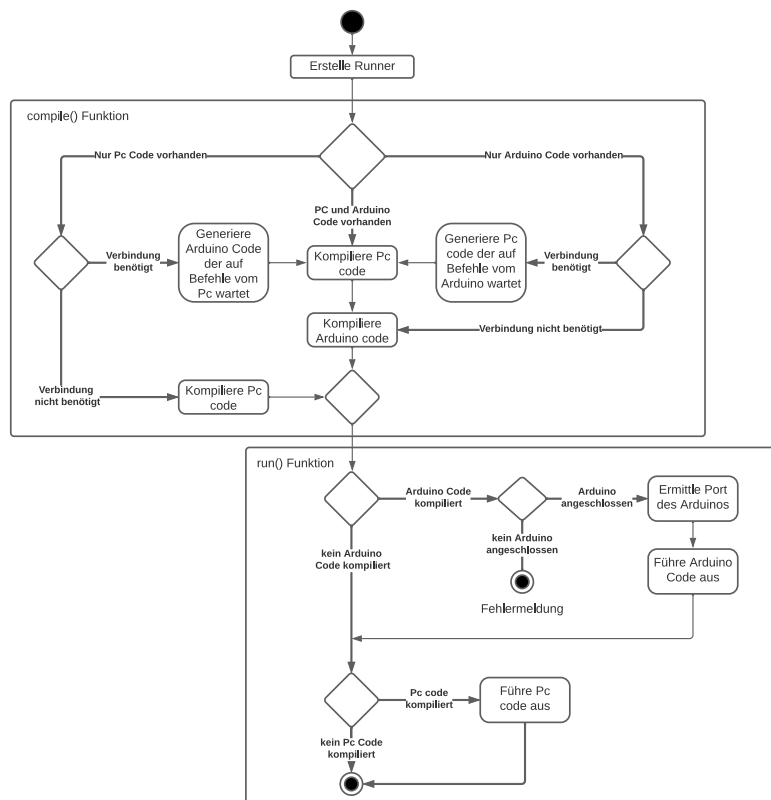 Erstelle Runner
compile() Funktion
Nur Pc Code vorhanden
Nur Arduino Code vorhanden
PC und Arduino
Code vorhanden
Verbindung
benötigt
Generiere
Arduino Code
der auf
Befehle vom
Pc wartet
Kompiliere Pc
code
Generiere Pc
code der auf
Befehle vom
Arduino wartet
Verbindung
benötigt
Kompiliere
Arduino code
Verbindung nicht benötigt
Verbindung
nicht benötigt
Kompiliere Pc
code
run() Funktion
Arduino Code
kompiliert
Arduino
angeschlossen
Ermittle Port
des Arduinos
kein Arduino
Code kompiliert
kein Arduino
angeschlossen
Führe Arduino
Code aus
Fehlermeldung
Pc code
kompiliert
Führe Pc
code aus
kein Pc Code
kompiliert